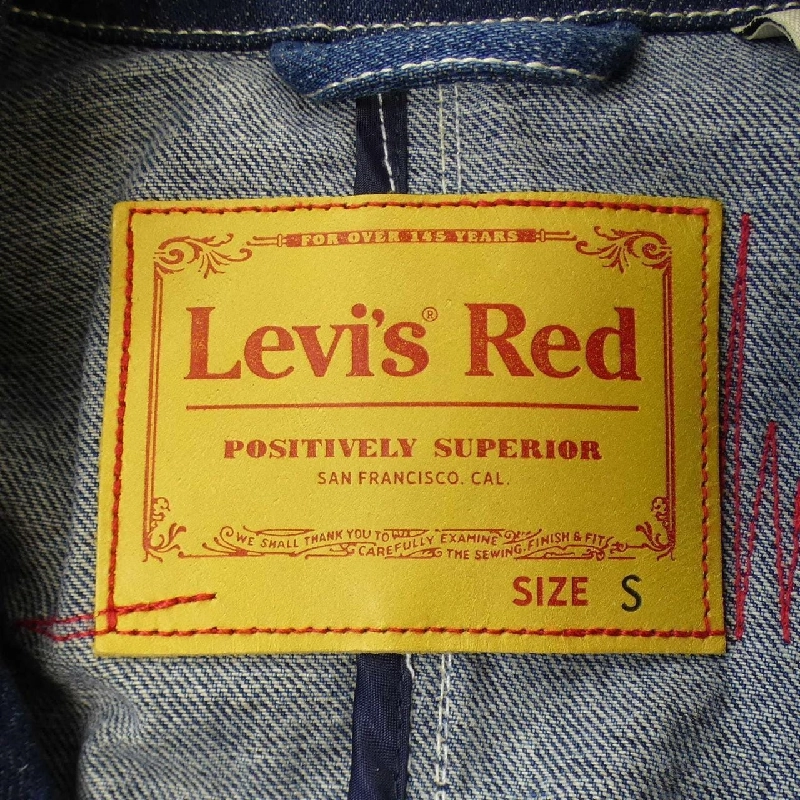 FOR OVER 145 YEARS
Levi's® Red
POSITIVELY SUPERIOR
SAN FRANCISCO. CAL.
WE SHALL THANK YOU TO
CAREFULLY EXAMINE
THE SEWING, FINISH & FIT
SIZE S